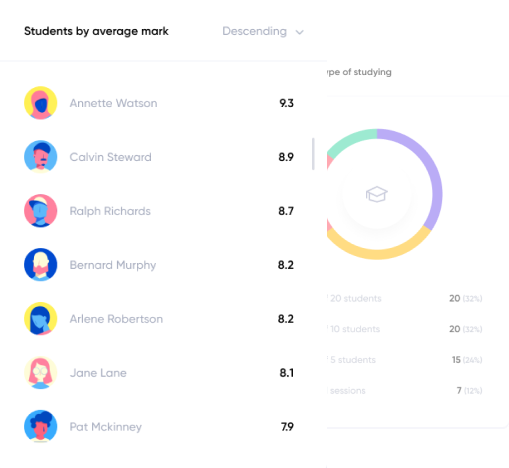 Students by average mark
Descending
Annette Watson 9.3
Calvin Steward 8.9
Ralph Richards 8.7
Bernard Murphy 8.2
Arlene Robertson 8.2
Jane Lane 8.1
Pat Mckinney 7.9
ype of studying
20 students 20 (32%)
10 students 20 (32%)
5 students 15 (24%)
sessions 7 (12%)